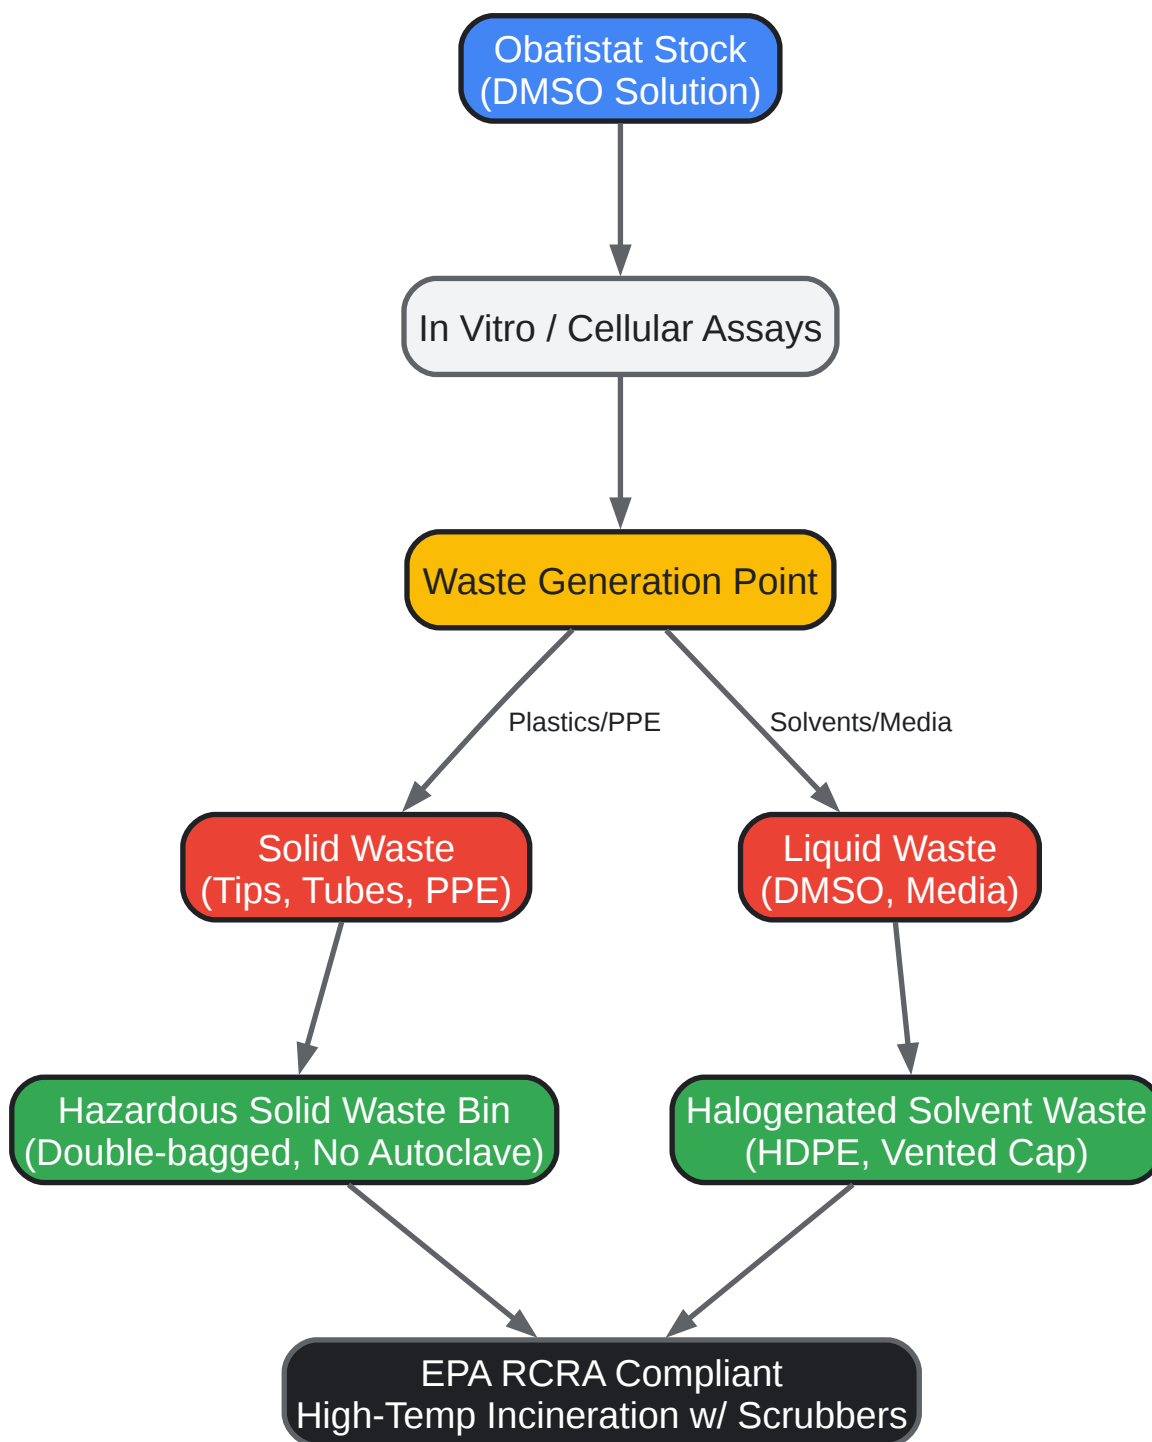 Obafistat Stock
(DMSO Solution)
In Vitro / Cellular Assays
Waste Generation Point
Plastics/PPE
Solvents/Media
Solid Waste
(Tips, Tubes, PPE)
Liquid Waste
(DMSO, Media)
Hazardous Solid Waste Bin
(Double-bagged, No Autoclave)
Halogenated Solvent Waste
(HDPE, Vented Cap)
EPA RCRA Compliant
High-Temp Incineration w/ Scrubbers